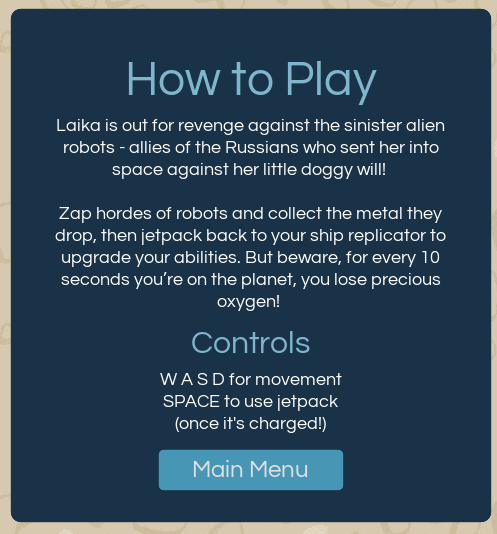 How to Play
Laika is out for revenge against the sinister alien
robots - allies of the Russians who sent her into
space against her little doggy will!
Zap hordes of robots and collect the metal they
drop, then jetpack back to your ship replicator to
upgrade your abilities. But beware, for every 10
seconds you’re on the planet, you lose precious
oxygen!
Controls
W A S D for movement
SPACE to use jetpack
(once it's charged!)
Main Menu